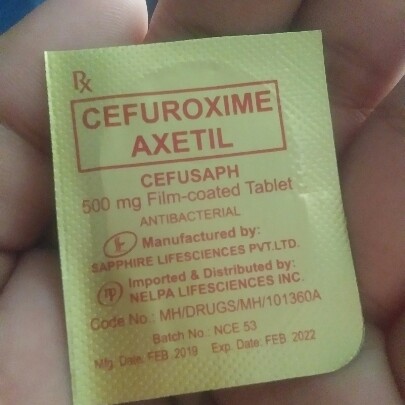 Rx
CEFUROXIME
AXETIL
CEFUSAPH
500 mg Film-coated Tablet
ANTIBACTERIAL
Manufactured by:
SAPPHIRE LIFESCIENCES PVT.LTD.
Imported & Distributed by:
NELPA LIFESCIENCES INC.
Code No.: MH/DRUGS/MH/101360A
Batch No. NCE 53
Mfg. Date. FEB. 2019 Exp. Date. FEB. 2022